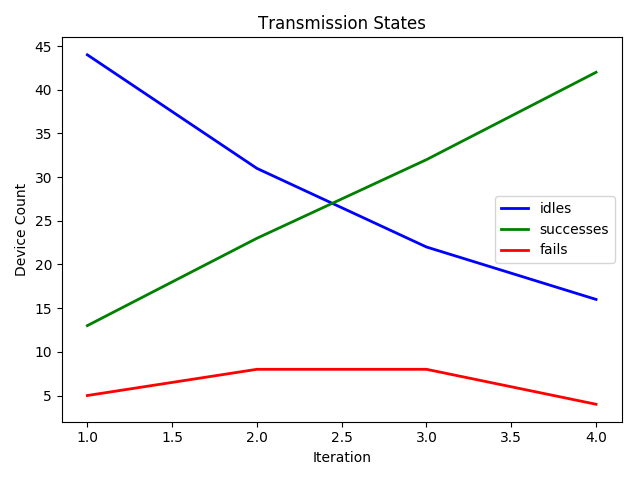 Transmission States
45
40
35
30
25
20
15
10
5
Device Count
idles
successes
fails
1.0 1.5 2.0 2.5 3.0 3.5 4.0
Iteration